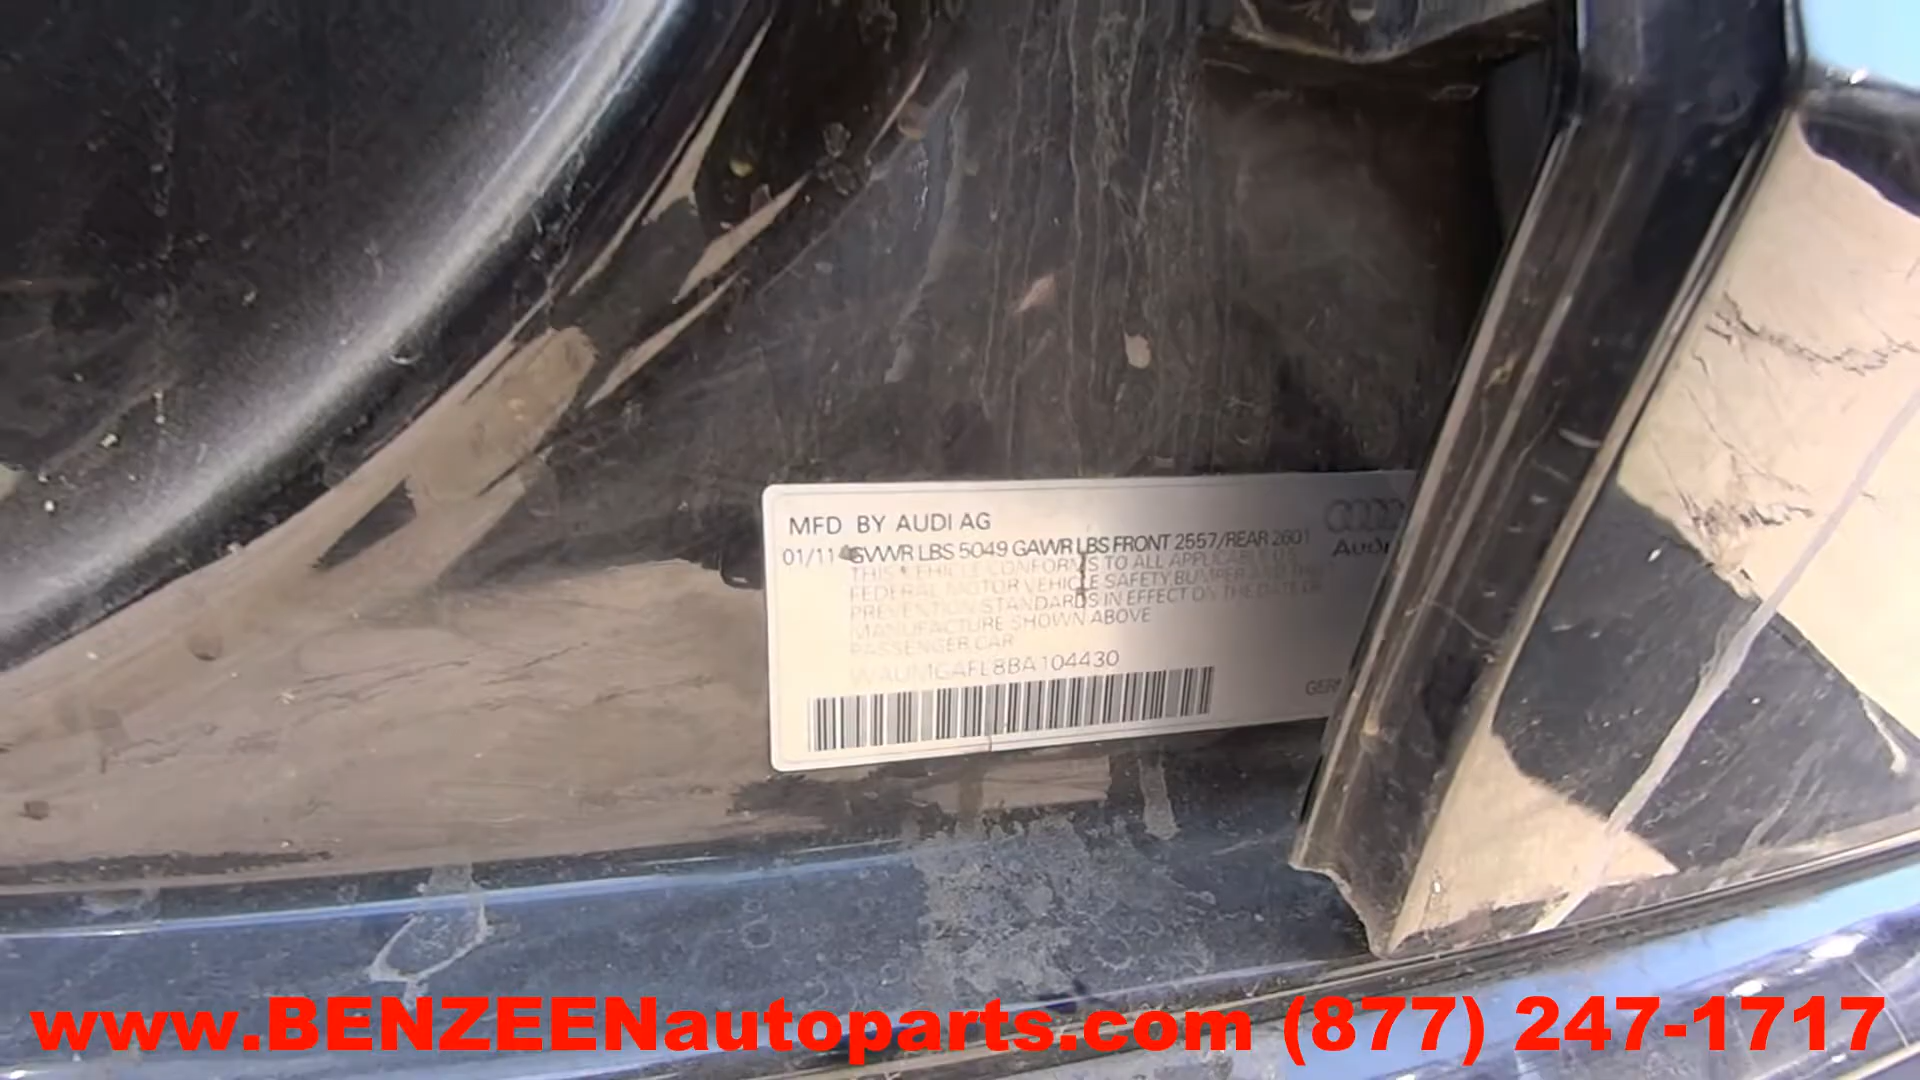 MFD BY AUDI AG
01/11 GVWR LBS 5049 GAWR LBS FRONT 2557/REAR 2601
Audi
THIS VEHICLE CONFORMS TO ALL APPLICABLE U.S.
FEDERAL MOTOR VEHICLE SAFETY BUMPER AND THEFT
PREVENTION STANDARDS IN EFFECT ON THE DATE OF
MANUFACTURE SHOWN ABOVE
PASSENGER CAR
WAUMGAFL8BA104430
GER
www.BENZEENautoparts.com (877) 247-1717